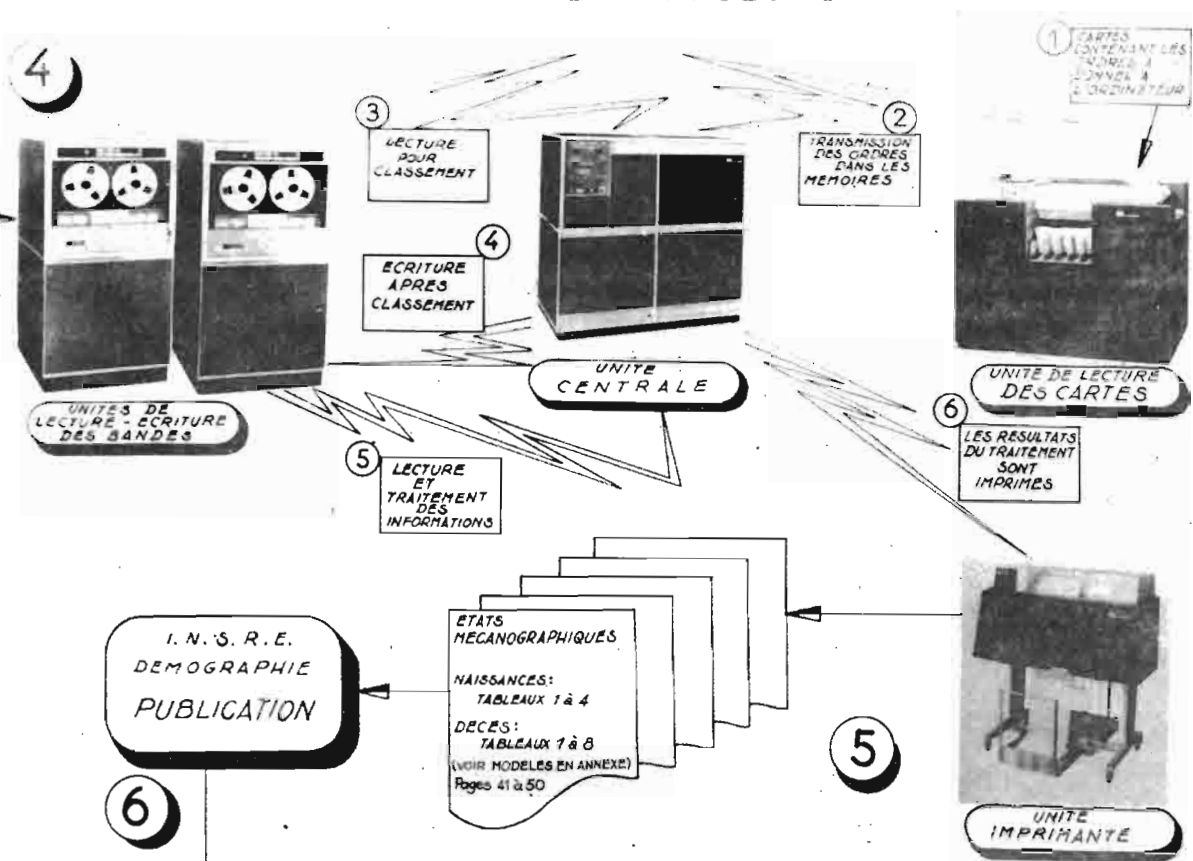 4
1
CARTES
CONTENANT LES
ORDRES A
DONNER A
L'ORDINATEUR
3
LECTURE
POUR
CLASSEMENT
2
TRANSMISSION
DES ORDRES
DANS LES
MEMOIRES
4
ECRITURE
APRES
CLASSEMENT
UNITE
CENTRALE
UNITE DE LECTURE
DES CARTES
UNITES DE
LECTURE - ECRITURE
DES BANDES
5
LECTURE
ET
TRAITEMENT
DES
INFORMATIONS
6
LES RESULTATS
DU TRAITEMENT
SONT
IMPRIMES
I.N.S.R.E.
DEMOGRAPHIE
PUBLICATION
6
ETATS
MECANOGRAPHIQUES
NAISSANCES:
TABLEAUX 1 à 4
DECES:
TABLEAUX 1 à 8
(VOIR MODELES EN ANNEXE)
Pages 41 à 50
5
UNITE
IMPRIMANTE